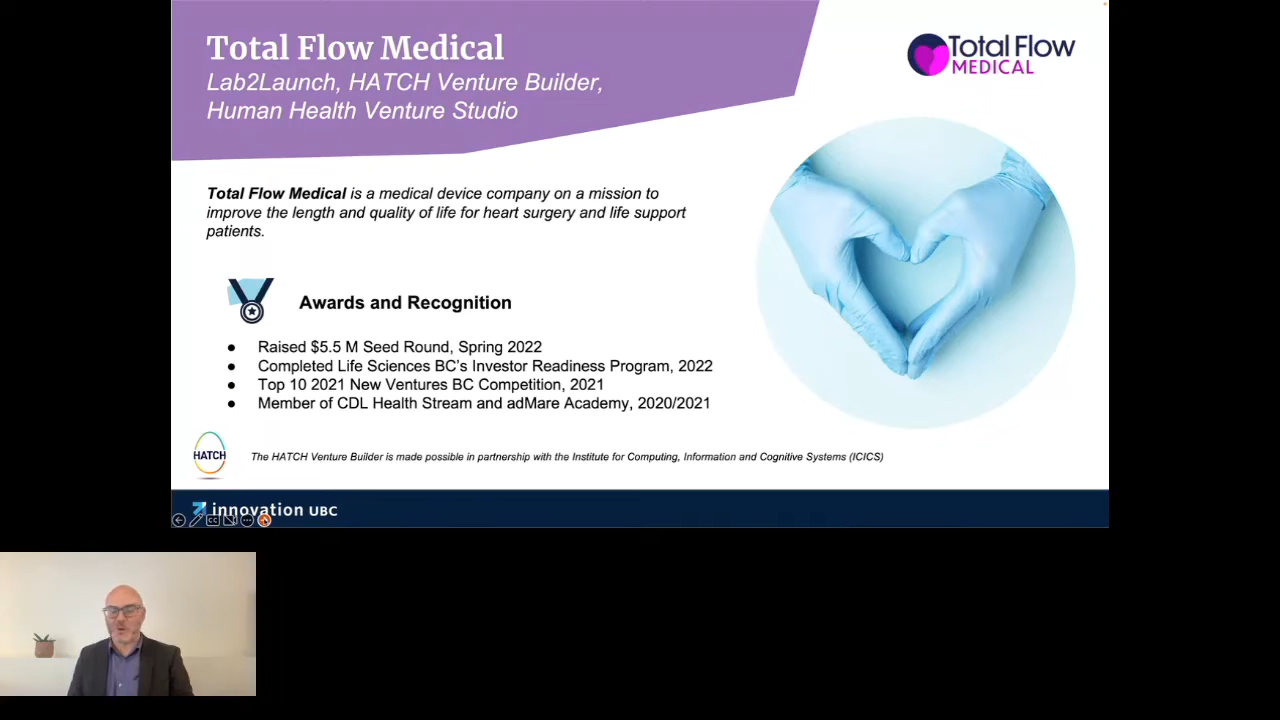 Total Flow Medical
Lab2Launch, HATCH Venture Builder,
Human Health Venture Studio
Total Flow
MEDICAL
Total Flow Medical is a medical device company on a mission to
improve the length and quality of life for heart surgery and life support
patients.
Awards and Recognition
● Raised $5.5 M Seed Round, Spring 2022
● Completed Life Sciences BC's Investor Readiness Program, 2022
● Top 10 2021 New Ventures BC Competition, 2021
● Member of CDL Health Stream and adMare Academy, 2020/2021
HATCH
The HATCH Venture Builder is made possible in partnership with the Institute for Computing, Information and Cognitive Systems (ICICS)
innovation UBC